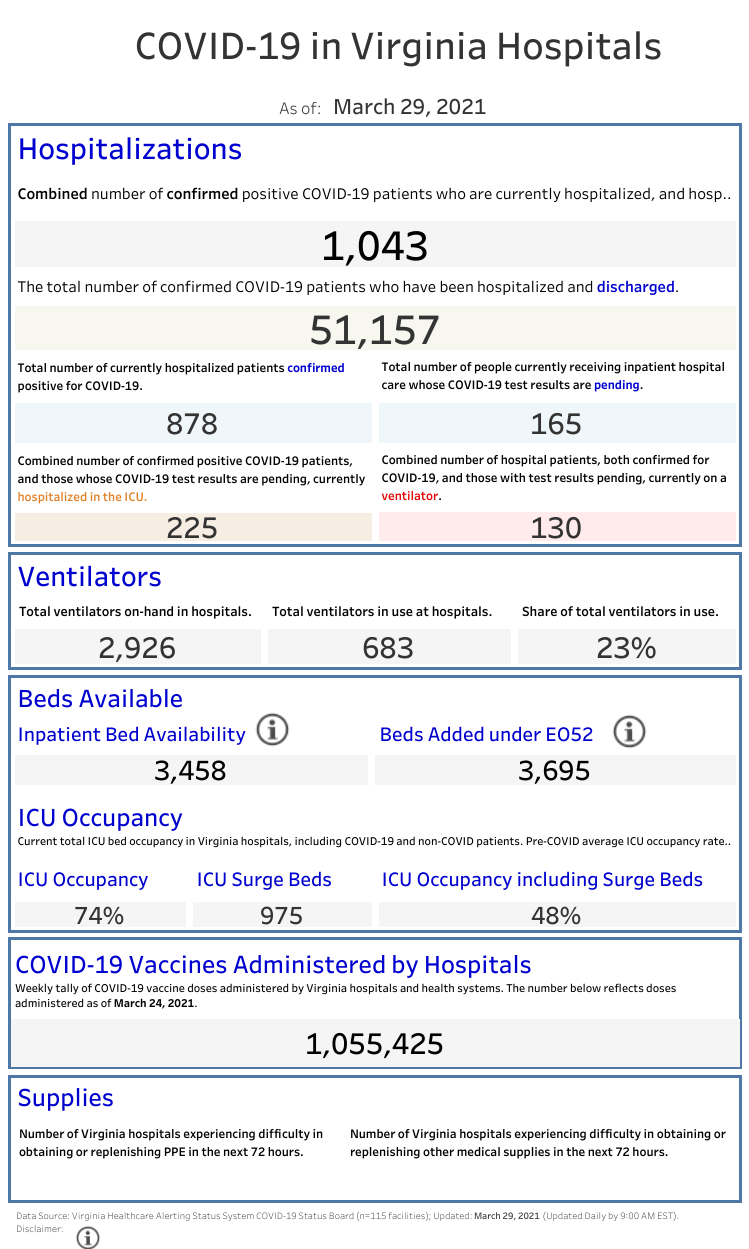 COVID-19 in Virginia Hospitals
As of: March 29, 2021
Hospitalizations
Combined number of confirmed positive COVID-19 patients who are currently hospitalized, and hosp..
1,043
The total number of confirmed COVID-19 patients who have been hospitalized and discharged.
51,157
Total number of currently hospitalized patients confirmed
positive for COVID-19.
Total number of people currently receiving inpatient hospital
care whose COVID-19 test results are pending.
878
165
Combined number of confirmed positive COVID-19 patients,
and those whose COVID-19 test results are pending, currently
hospitalized in the ICU.
Combined number of hospital patients, both confirmed for
COVID-19, and those with test results pending, currently on a
ventilator.
225
130
Ventilators
Total ventilators on-hand in hospitals.
Total ventilators in use at hospitals.
Share of total ventilators in use.
2,926
683
23%
Beds Available
Inpatient Bed Availability
Beds Added under EO52
3,458
3,695
ICU Occupancy
Current total ICU bed occupancy in Virginia hospitals, including COVID-19 and non-COVID patients. Pre-COVID average ICU occupancy rate..
ICU Occupancy
ICU Surge Beds
ICU Occupancy including Surge Beds
74%
975
48%
COVID-19 Vaccines Administered by Hospitals
Weekly tally of COVID-19 vaccine doses administered by Virginia hospitals and health systems. The number below reflects doses
administered as of March 24, 2021.
1,055,425
Supplies
Number of Virginia hospitals experiencing difficulty in
obtaining or replenishing PPE in the next 72 hours.
Number of Virginia hospitals experiencing difficulty in obtaining or
replenishing other medical supplies in the next 72 hours.
Data Source: Virginia Healthcare Alerting Status System COVID-19 Status Board (n=115 facilities); Updated: March 29, 2021 (Updated Daily by 9:00 AM EST).
Disclaimer: